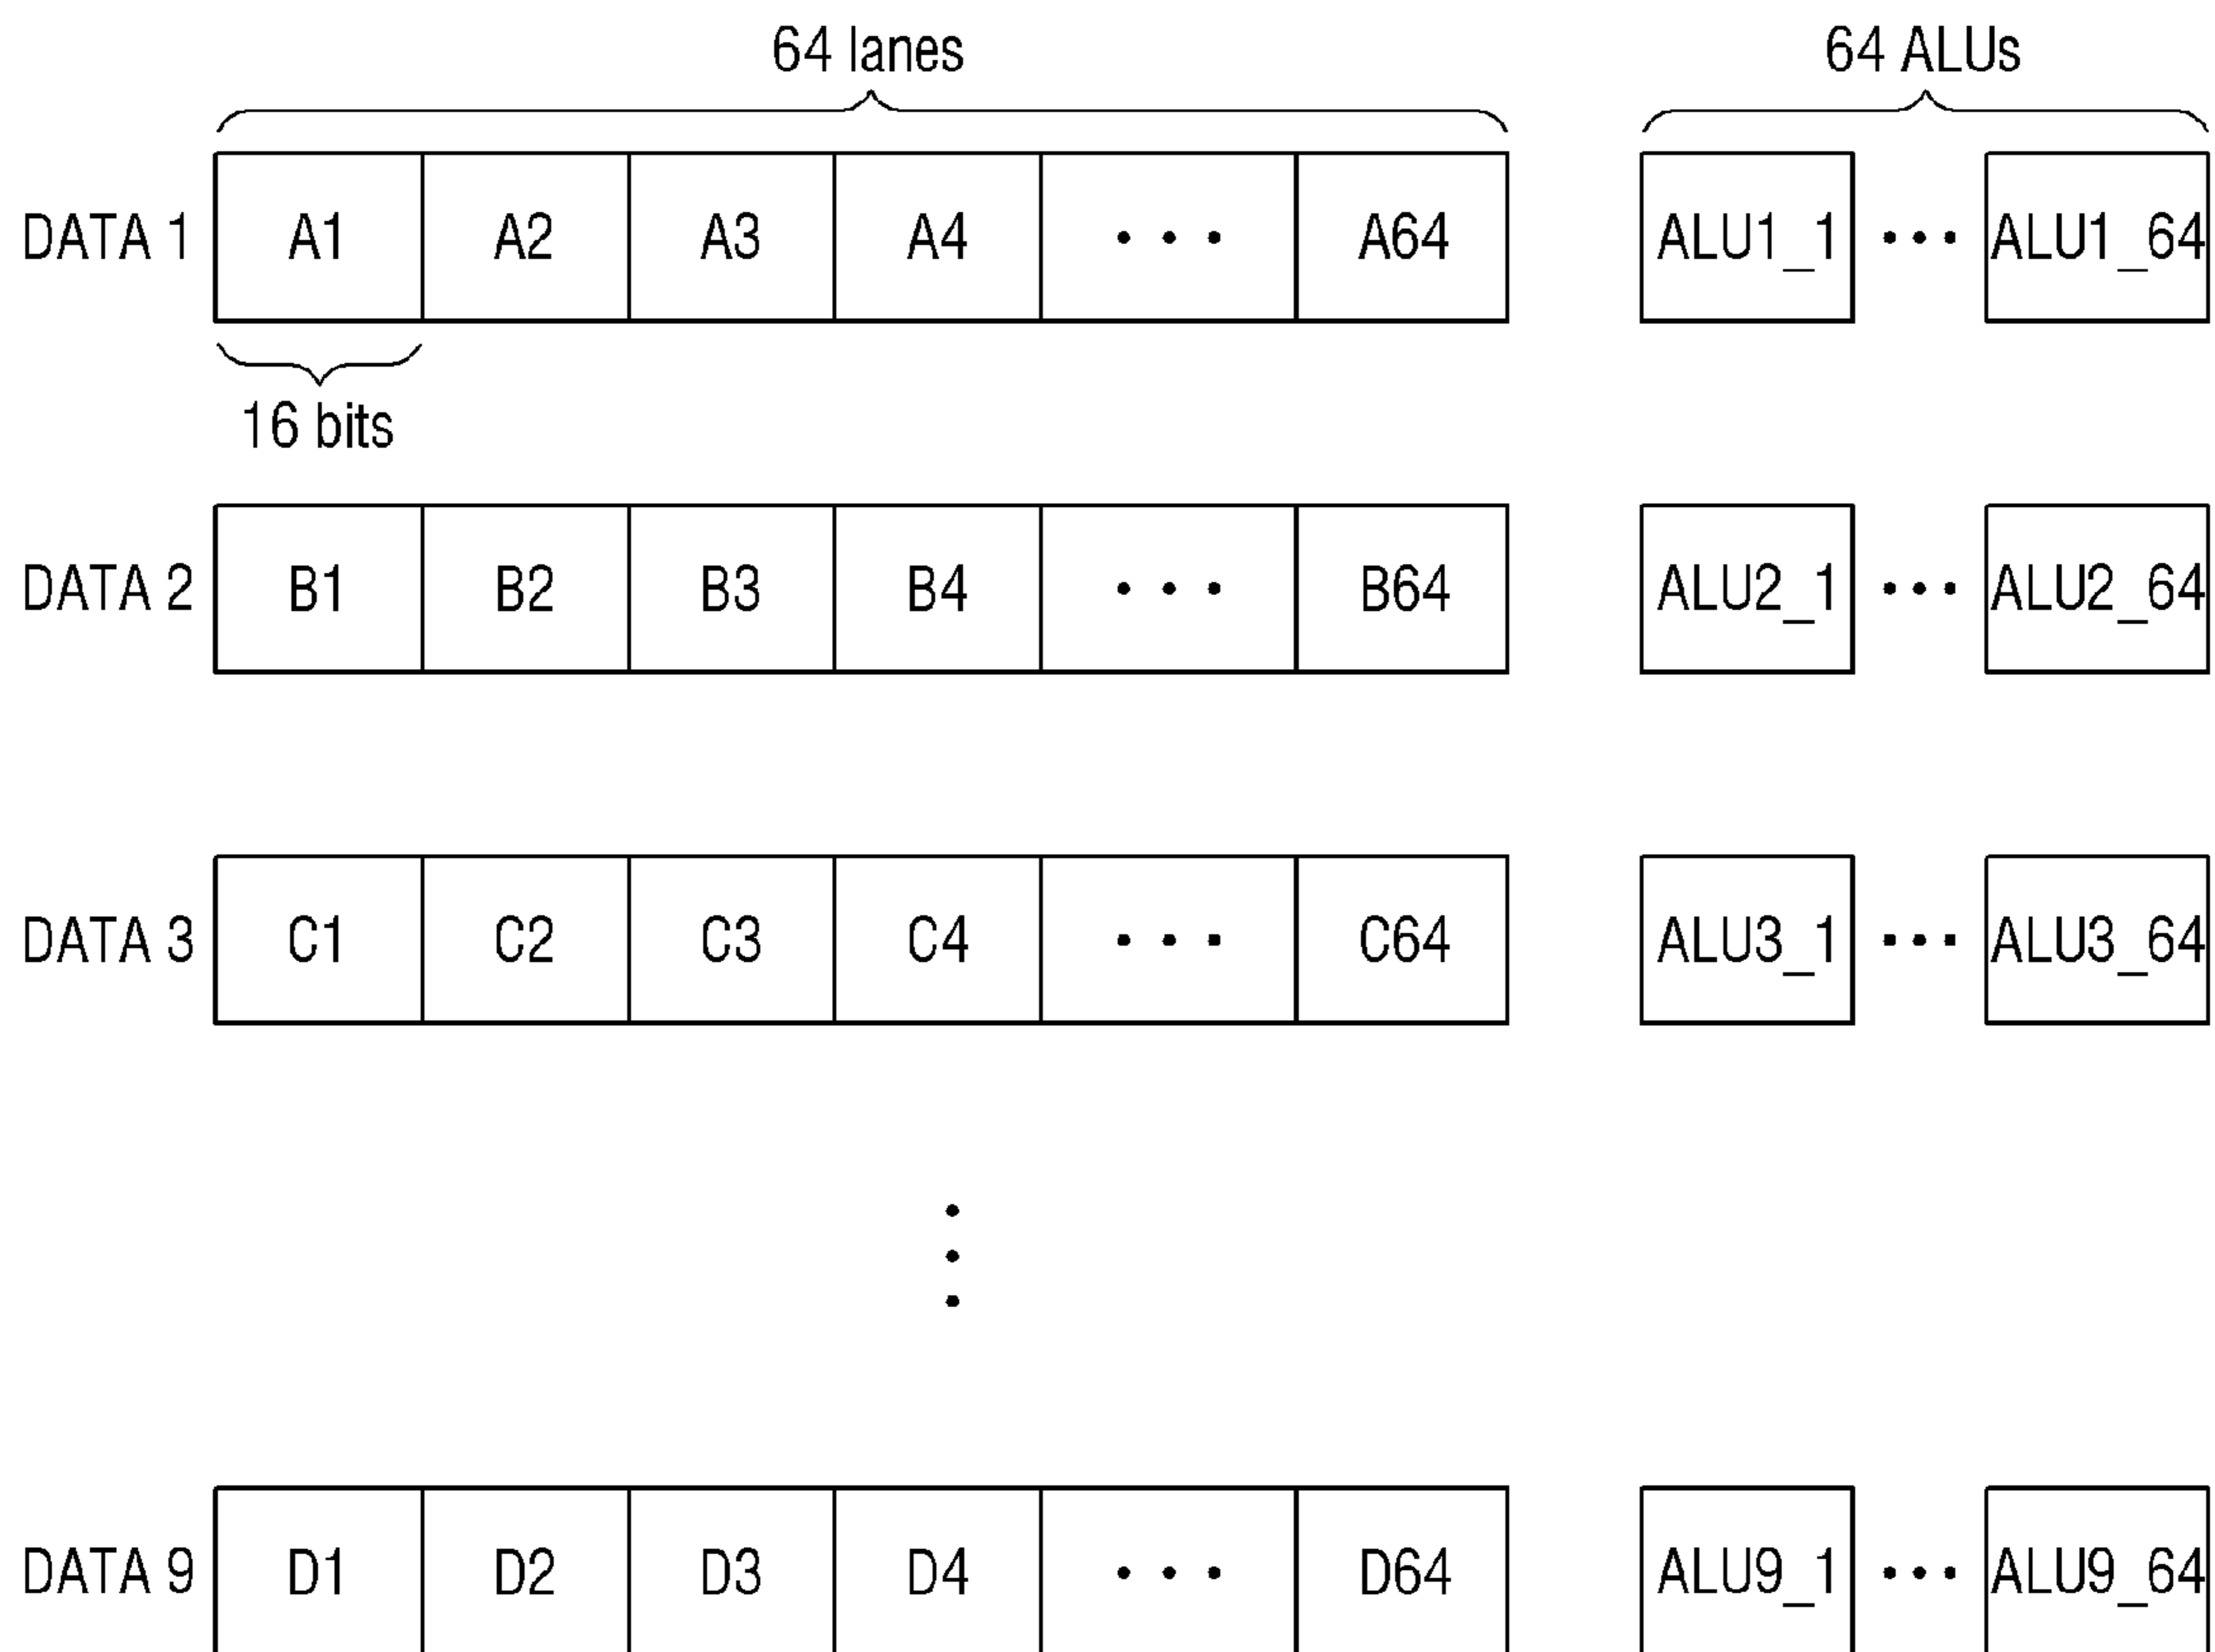 64 lanes 64 ALUs
DATA 1 A1 A2 A3 A4 • • • A64 ALU1_1 ••• ALU1_64
16 bits
DATA 2 B1 B2 B3 B4 • • • B64 ALU2_1 ••• ALU2_64
DATA 3 C1 C2 C3 C4 • • • C64 ALU3_1 ••• ALU3_64
DATA 9 D1 D2 D3 D4 • • • D64 ALU9_1 ••• ALU9_64